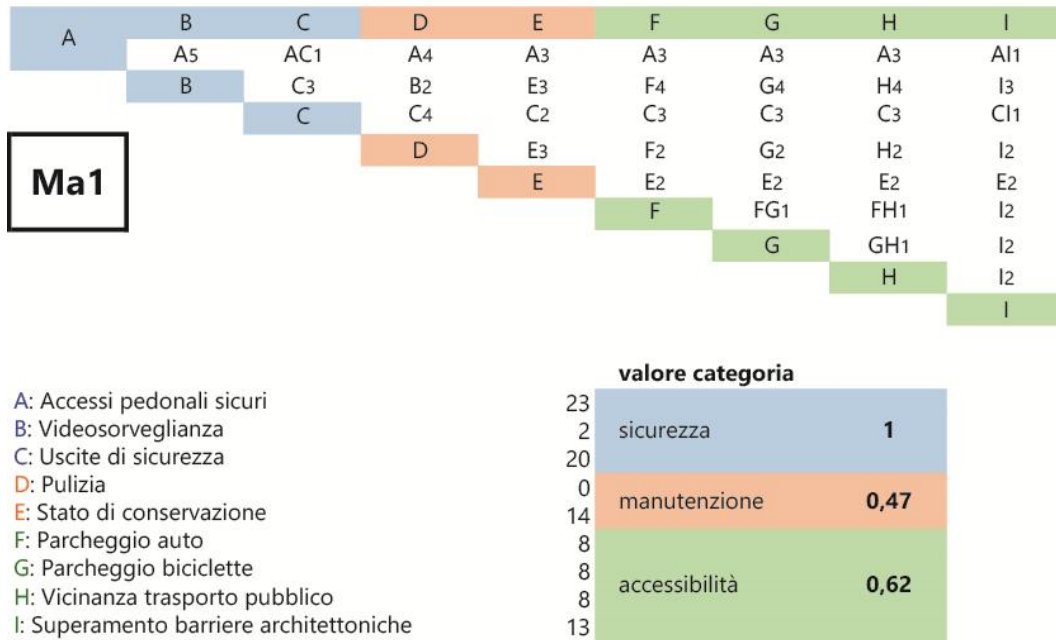 A B C D E F G H I
A5 AC1 A4 A3 A3 A3 A3 AI1
B C3 B2 E3 F4 G4 H4 I3
C C4 C2 C3 C3 C3 CI1
D E3 F2 G2 H2 I2
Ma1
E E2 E2 E2 E2
F FG1 FH1 I2
G GH1 I2
H I2
I
valore categoria
A: Accessi pedonali sicuri 23
B: Videosorveglianza 2
sicurezza 1
C: Uscite di sicurezza 20
D: Pulizia 0
manutenzione 0,47
E: Stato di conservazione 14
F: Parcheggio auto 8
G: Parcheggio biciclette 8
accessibilità 0,62
H: Vicinanza trasporto pubblico 8
I: Superamento barriere architettoniche 13